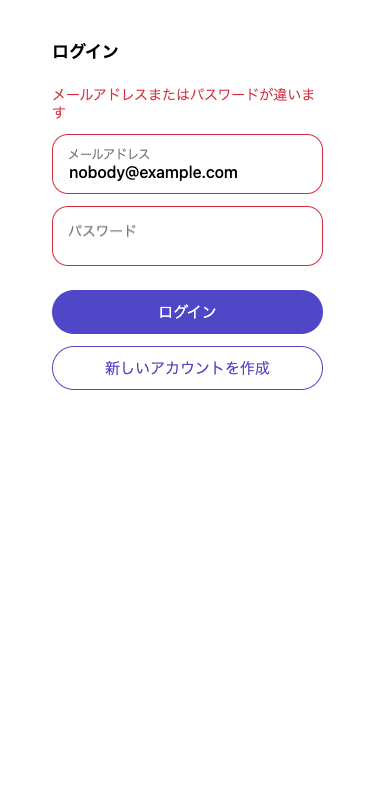 ログイン
メールアドレスまたはパスワードが違いま
す
メールアドレス
nobody@example.com
パスワード
ログイン
新しいアカウントを作成